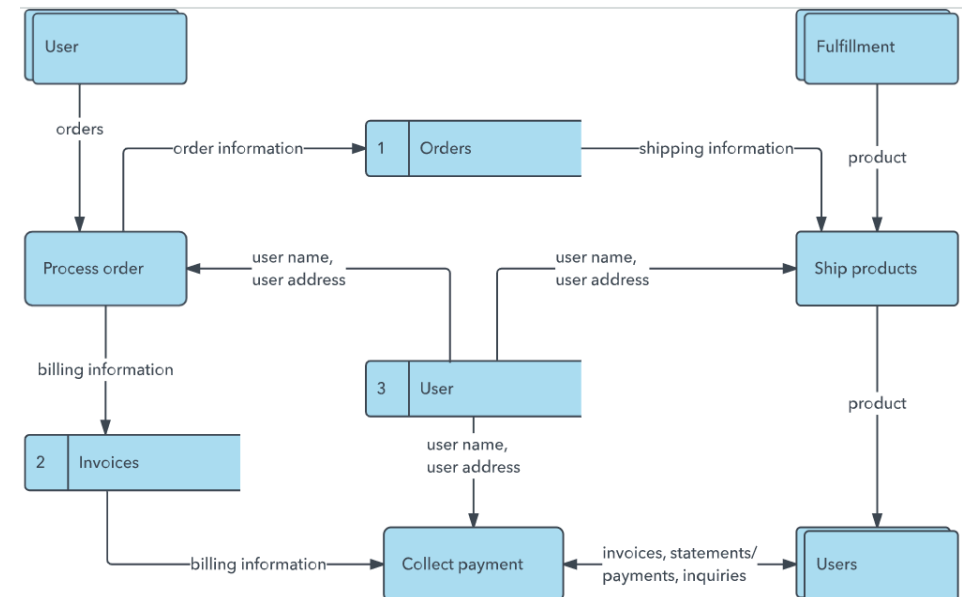 User
Fulfillment
orders
order information
1 Orders
shipping information
product
Process order
user name,
user address
user name,
user address
Ship products
billing information
3 User
product
user name,
user address
2 Invoices
billing information
Collect payment
invoices, statements/
payments, inquiries
Users